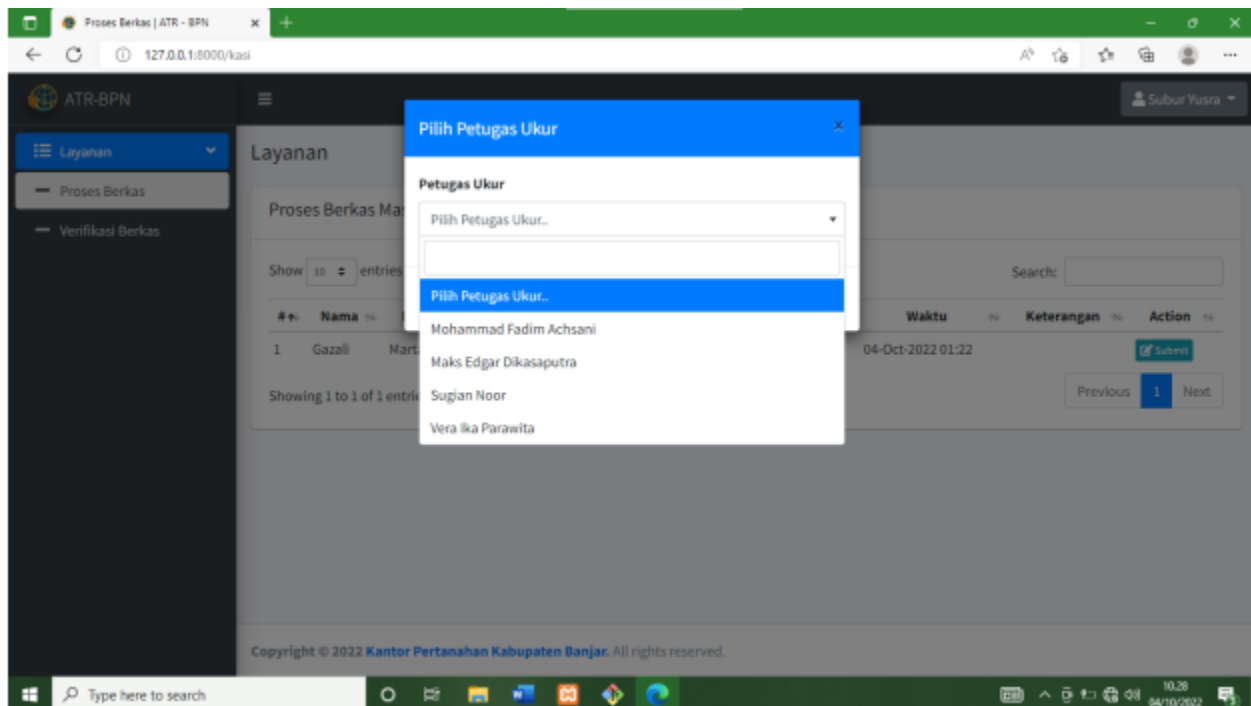 Proses Berkas | ATR - BPN
127.0.0.1:8000/kasi
ATR-BPN
Subur Yusra
Layanan
Proses Berkas
Verifikasi Berkas
Layanan
Proses Berkas
Show 10 entries
Search:
# Nama Waktu Keterangan Action
1 Gazali 04-Oct-2022 01:22 Submit
Showing 1 to 1 of 1
Previous 1 Next
Pilih Petugas Ukur
Petugas Ukur
Pilih Petugas Ukur..
Pilih Petugas Ukur..
Mohammad Fadim Achsani
Maks Edgar Dikasaputra
Sugian Noor
Vera Ika Parawita
Copyright © 2022 Kantor Pertanahan Kabupaten Banjar. All rights reserved.
Type here to search
10.28
04/10/2022